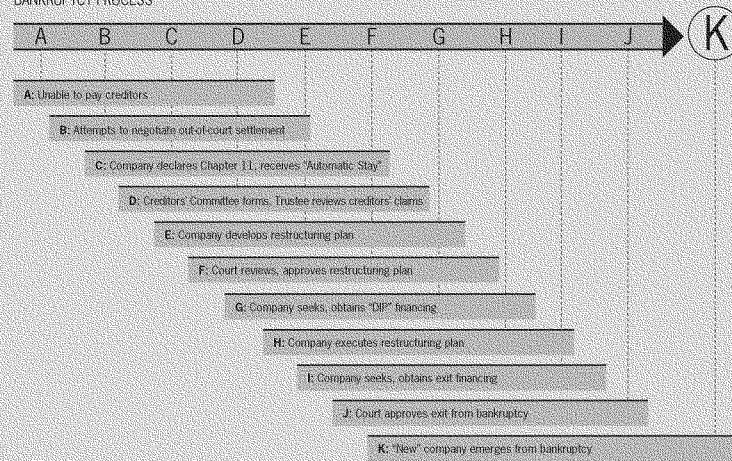 BANKRUPTCY PROCESS
A B C D E F G H I J K
A: Unable to pay creditors
B: Attempts to negotiate out-of-court settlement
C: Company declares Chapter 11, receives "Automatic Stay"
D: Creditors' Committee forms, Trustee reviews creditors' claims
E: Company develops restructuring plan
F: Court reviews, approves restructuring plan
G: Company seeks, obtains "DIP" financing
H: Company executes restructuring plan
I: Company seeks, obtains exit financing
J: Court approves exit from bankruptcy
K: "New" company emerges from bankruptcy